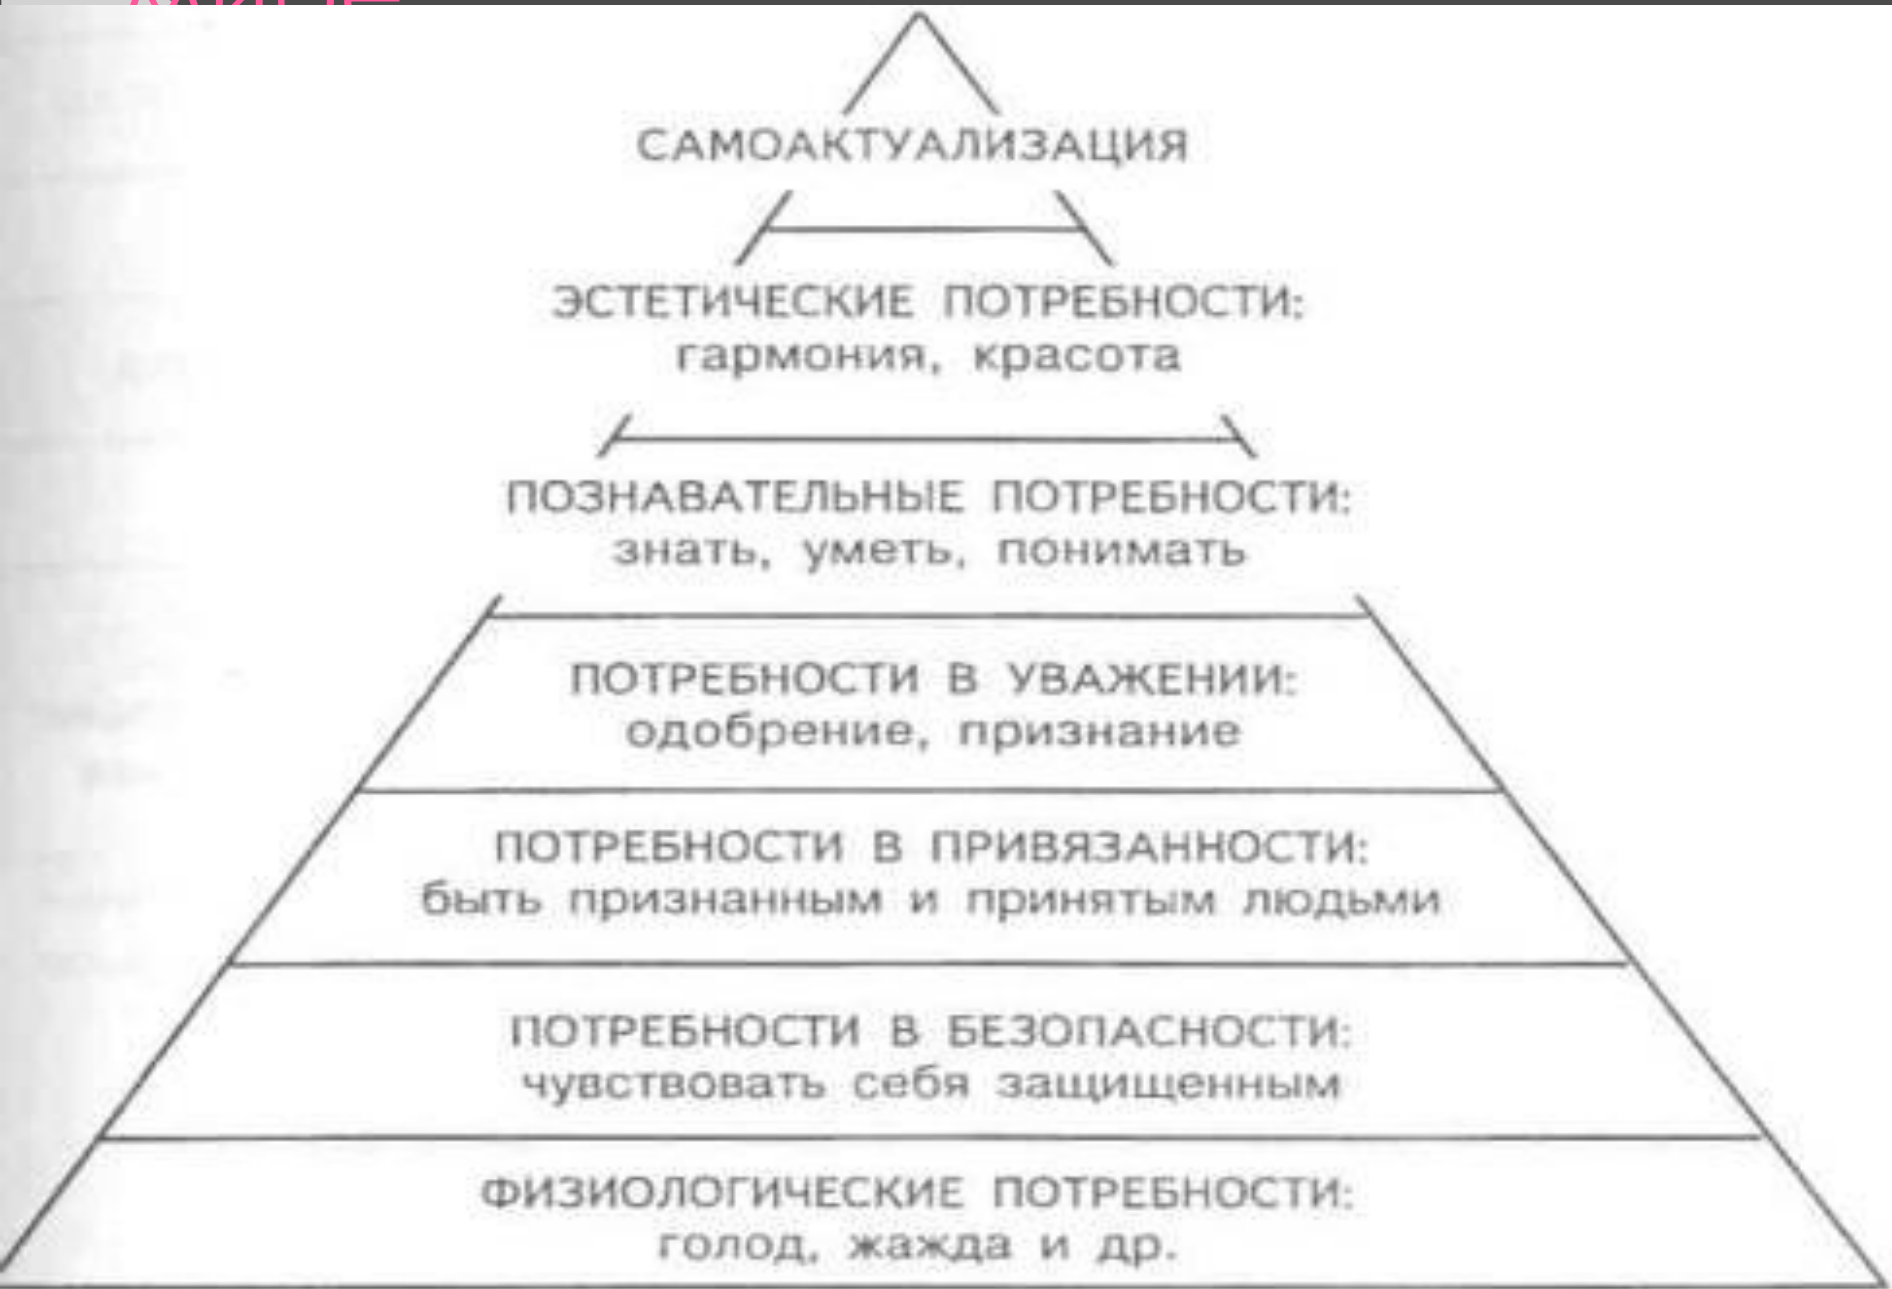 САМОАКТУАЛИЗАЦИЯ
ЭСТЕТИЧЕСКИЕ ПОТРЕБНОСТИ:
гармония, красота
ПОЗНАВАТЕЛЬНЫЕ ПОТРЕБНОСТИ:
знать, уметь, понимать
ПОТРЕБНОСТИ В УВАЖЕНИИ:
одобрение, признание
ПОТРЕБНОСТИ В ПРИВЯЗАННОСТИ:
быть признанным и принятым людьми
ПОТРЕБНОСТИ В БЕЗОПАСНОСТИ:
чувствовать себя защищенным
ФИЗИОЛОГИЧЕСКИЕ ПОТРЕБНОСТИ:
голод, жажда и др.